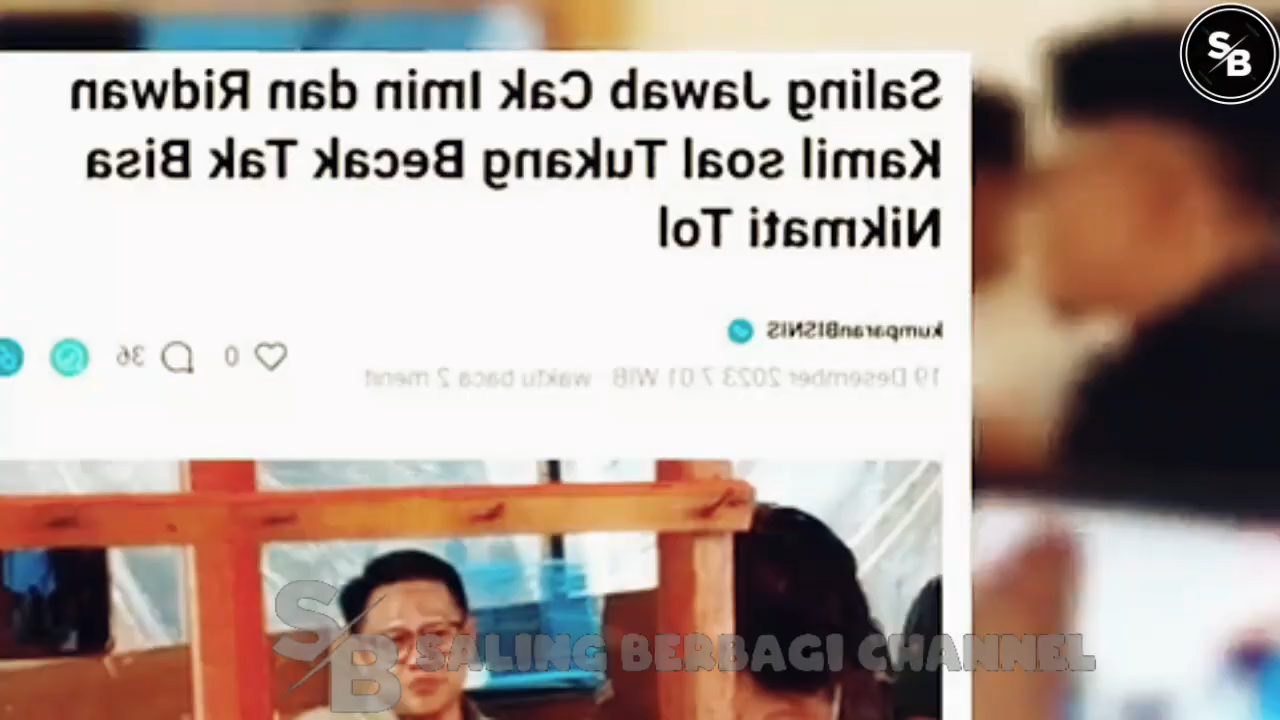 SB
Saling Jawab Cak Imin dan Ridwan
Kamil soal Tukang Becak Tak Bisa
Nikmati Tol
kumparanBISNIS
19 Desember 2023 7 01 WIB waktu baca 2 menit
0 36
SB SALING BERBAGI CHANNEL